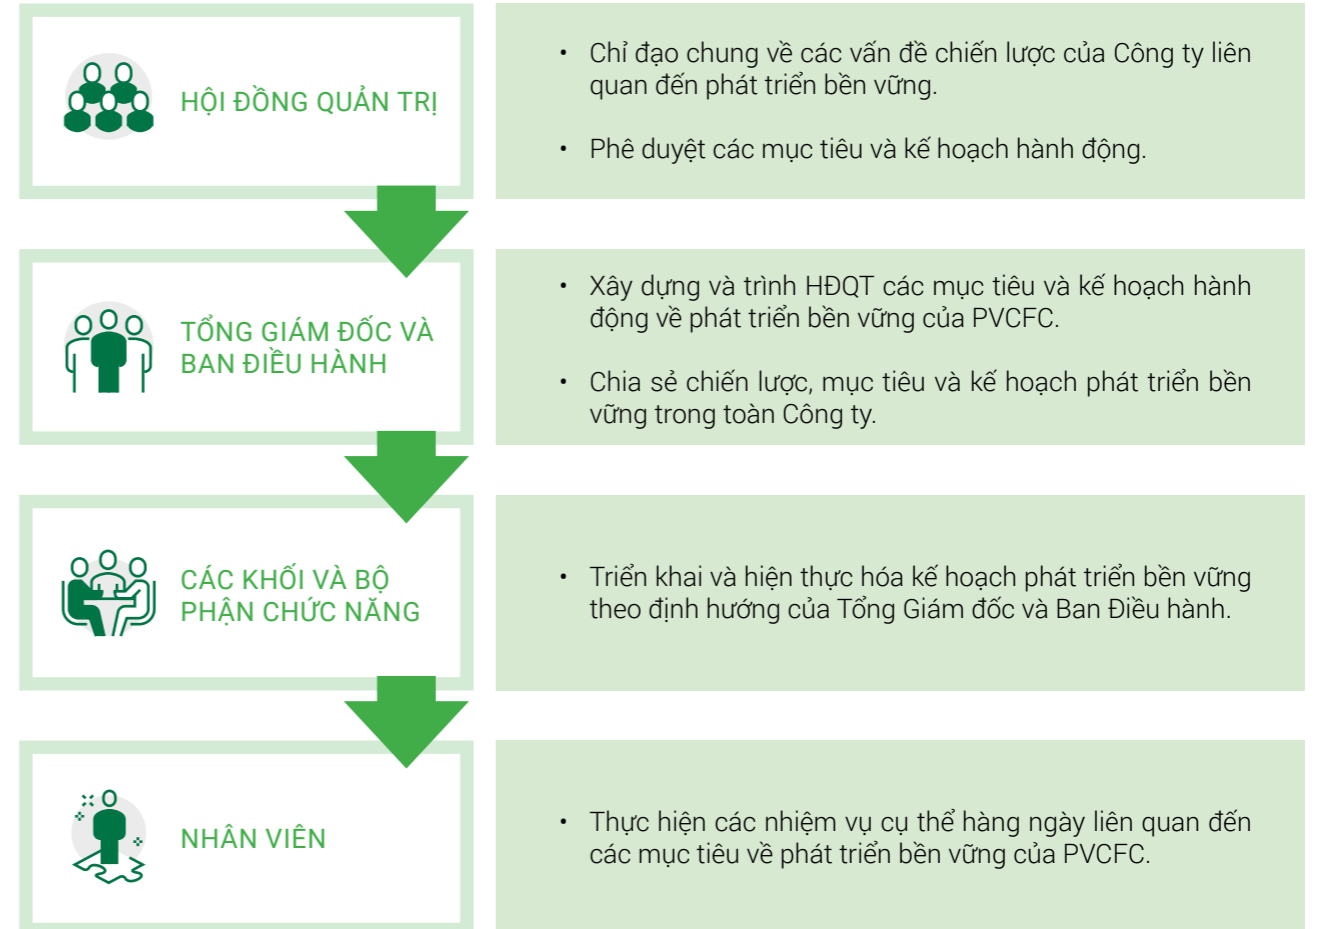 HỘI ĐỒNG QUẢN TRỊ
• Chỉ đạo chung về các vấn đề chiến lược của Công ty liên
quan đến phát triển bền vững.
• Phê duyệt các mục tiêu và kế hoạch hành động.
TỔNG GIÁM ĐỐC VÀ
BAN ĐIỀU HÀNH
• Xây dựng và trình HĐQT các mục tiêu và kế hoạch hành
động về phát triển bền vững của PVCFC.
• Chia sẻ chiến lược, mục tiêu và kế hoạch phát triển bền
vững trong toàn Công ty.
CÁC KHỐI VÀ BỘ
PHẬN CHỨC NĂNG
• Triển khai và hiện thực hóa kế hoạch phát triển bền vững
theo định hướng của Tổng Giám đốc và Ban Điều hành.
NHÂN VIÊN
• Thực hiện các nhiệm vụ cụ thể hàng ngày liên quan đến
các mục tiêu về phát triển bền vững của PVCFC.